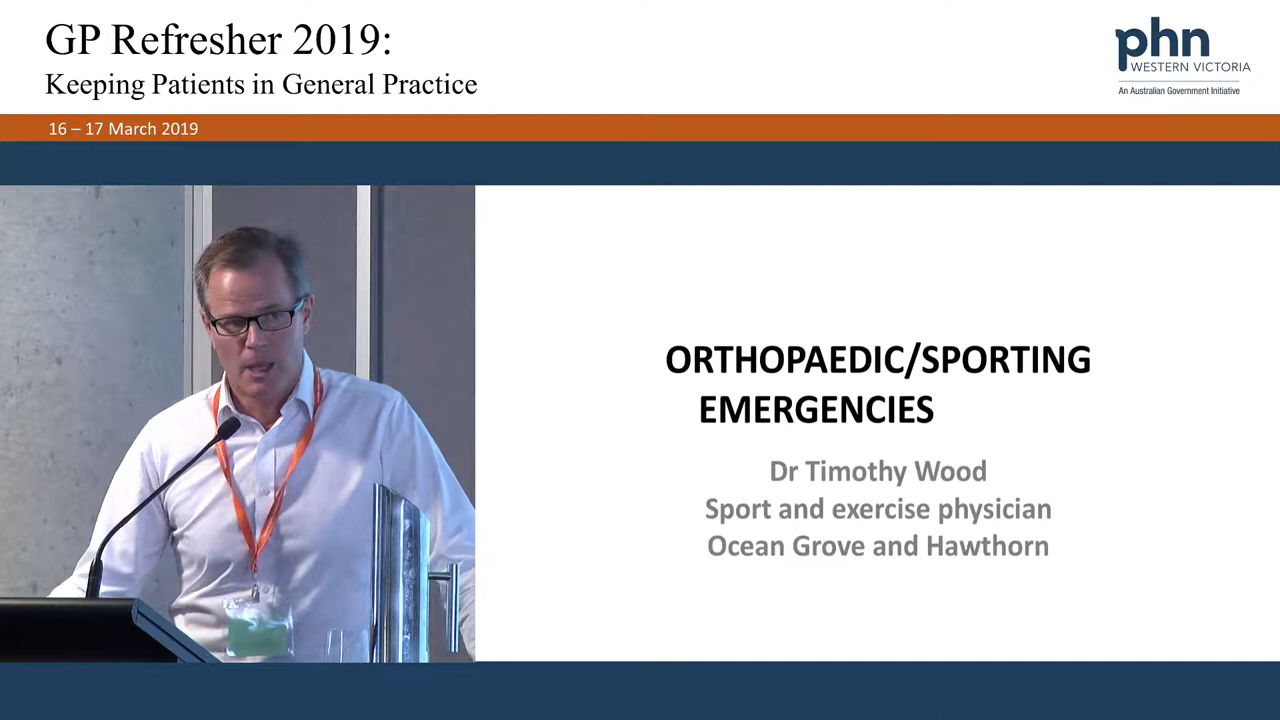 GP Refresher 2019:
Keeping Patients in General Practice
phn
WESTERN VICTORIA
An Australian Government Initiative
16 – 17 March 2019
ORTHOPAEDIC/SPORTING
EMERGENCIES
Dr Timothy Wood
Sport and exercise physician
Ocean Grove and Hawthorn